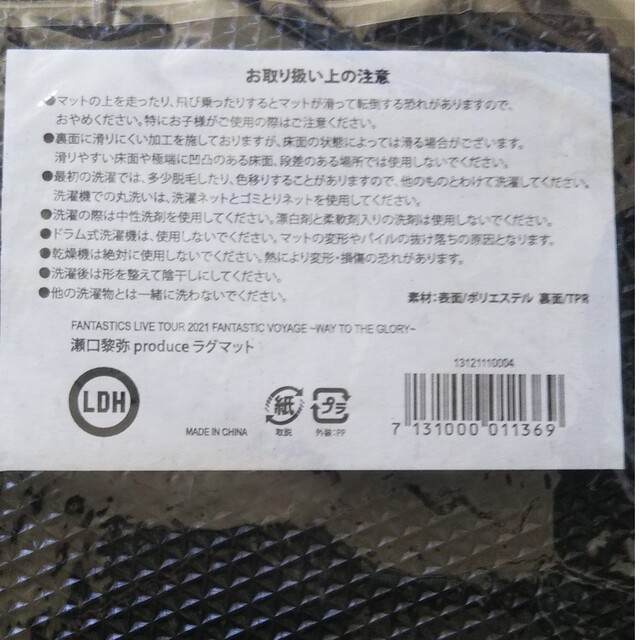 お取り扱い上の注意
●マットの上を走ったり、飛び乗ったりするとマットが滑って転倒する恐れがありますので、
おやめください。特にお子様がご使用の際はご注意ください。
●裏面に滑りにくい加工を施しておりますが、床面の状態によっては滑る場合がございます。
滑りやすい床面や極端に凹凸のある床面、段差のある場所では使用しないでください。
●最初の洗濯では、多少脱毛したり、色移りすることがありますので、他のものとわけて洗濯してください。
洗濯機での丸洗いは、洗濯ネットとゴミとりネットを使用してください。
●洗濯の際は中性洗剤を使用してください。漂白剤と柔軟剤入りの洗剤は使用しないでください。
●ドラム式洗濯機は、使用しないでください。マットの変形やパイルの抜け落ちの原因となります。
●乾燥機は絶対に使用しないでください。熱により変形・損傷の恐れがあります。
●洗濯後は形を整えて陰干しにしてください。
●他の洗濯物とは一緒に洗わないでください。
素材:表面/ポリエステル 裏面/TPR
FANTASTICS LIVE TOUR 2021 FANTASTIC VOYAGE ~WAY TO THE GLORY~
瀬口黎弥 produce ラグマット
13121110004
LDH
紙
プラ
MADE IN CHINA
取説
外装:PP
7 131000 011369